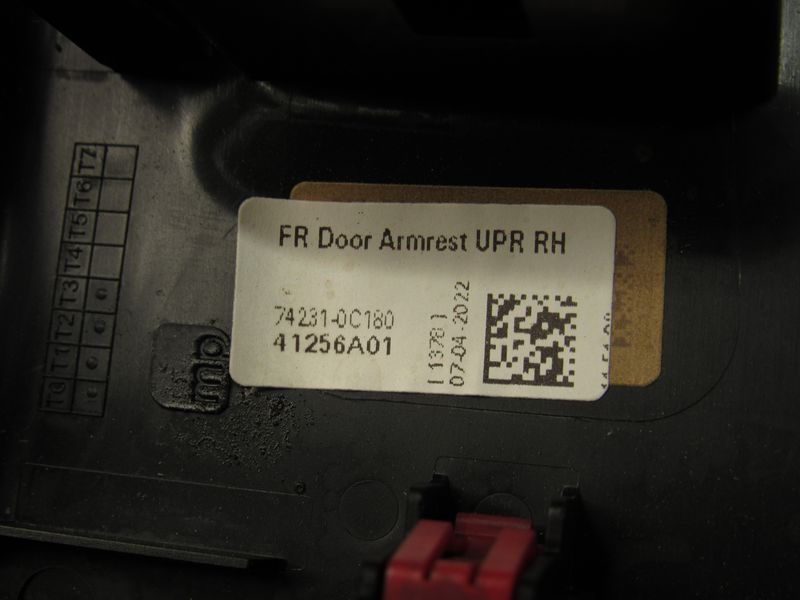 FR Door Armrest UPR RH
74231-0C180
41256A01
[1378]
07-04-2022
T7
T6
T5
T4
T3
T2
T1
T0